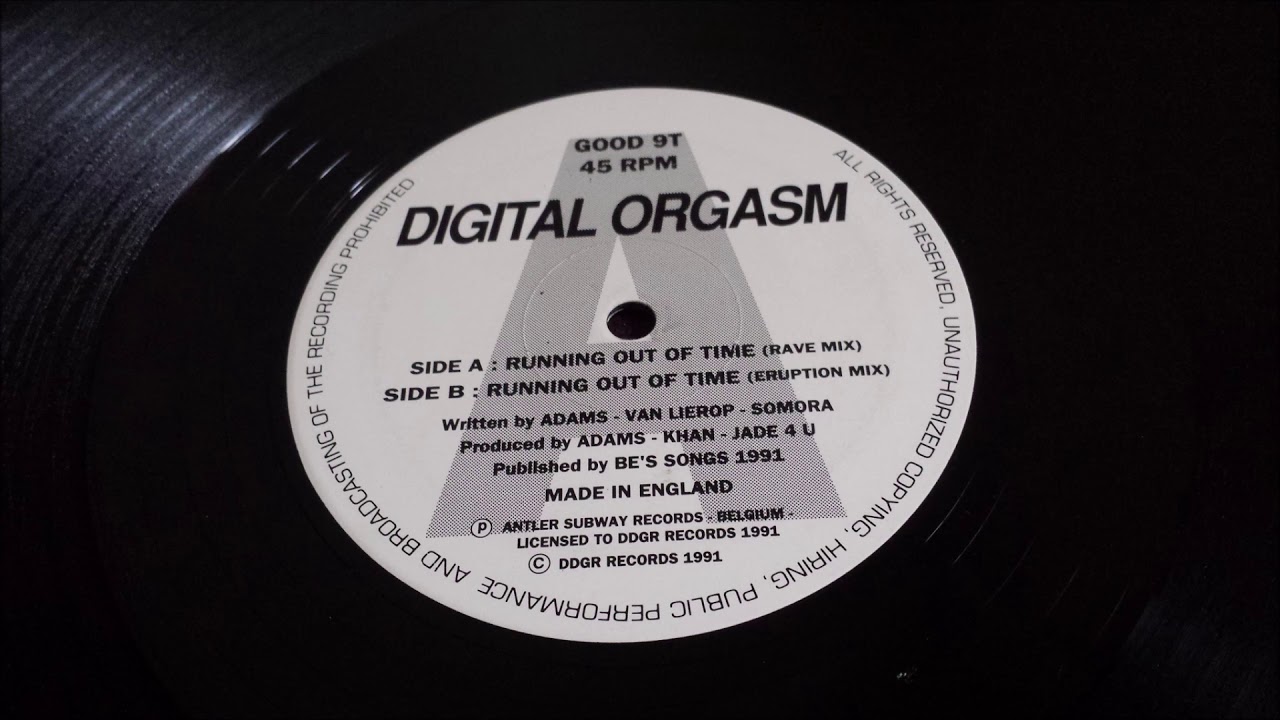 GOOD 9T
45 RPM
DIGITAL ORGASM
SIDE A : RUNNING OUT OF TIME (RAVE MIX)
SIDE B : RUNNING OUT OF TIME (ERUPTION MIX)
Written by ADAMS - VAN LIEROP - SOMORA
Produced by ADAMS - KHAN - JADE 4 U
Published by BE'S SONGS 1991
MADE IN ENGLAND
Ⓟ ANTLER SUBWAY RECORDS - BELGIUM -
LICENSED TO DDGR RECORDS 1991
© DDGR RECORDS 1991
ALL RIGHTS RESERVED, UNAUTHORIZED COPYING, HIRING, PUBLIC PERFORMANCE AND BROADCASTING OF THE RECORDING PROHIBITED
A